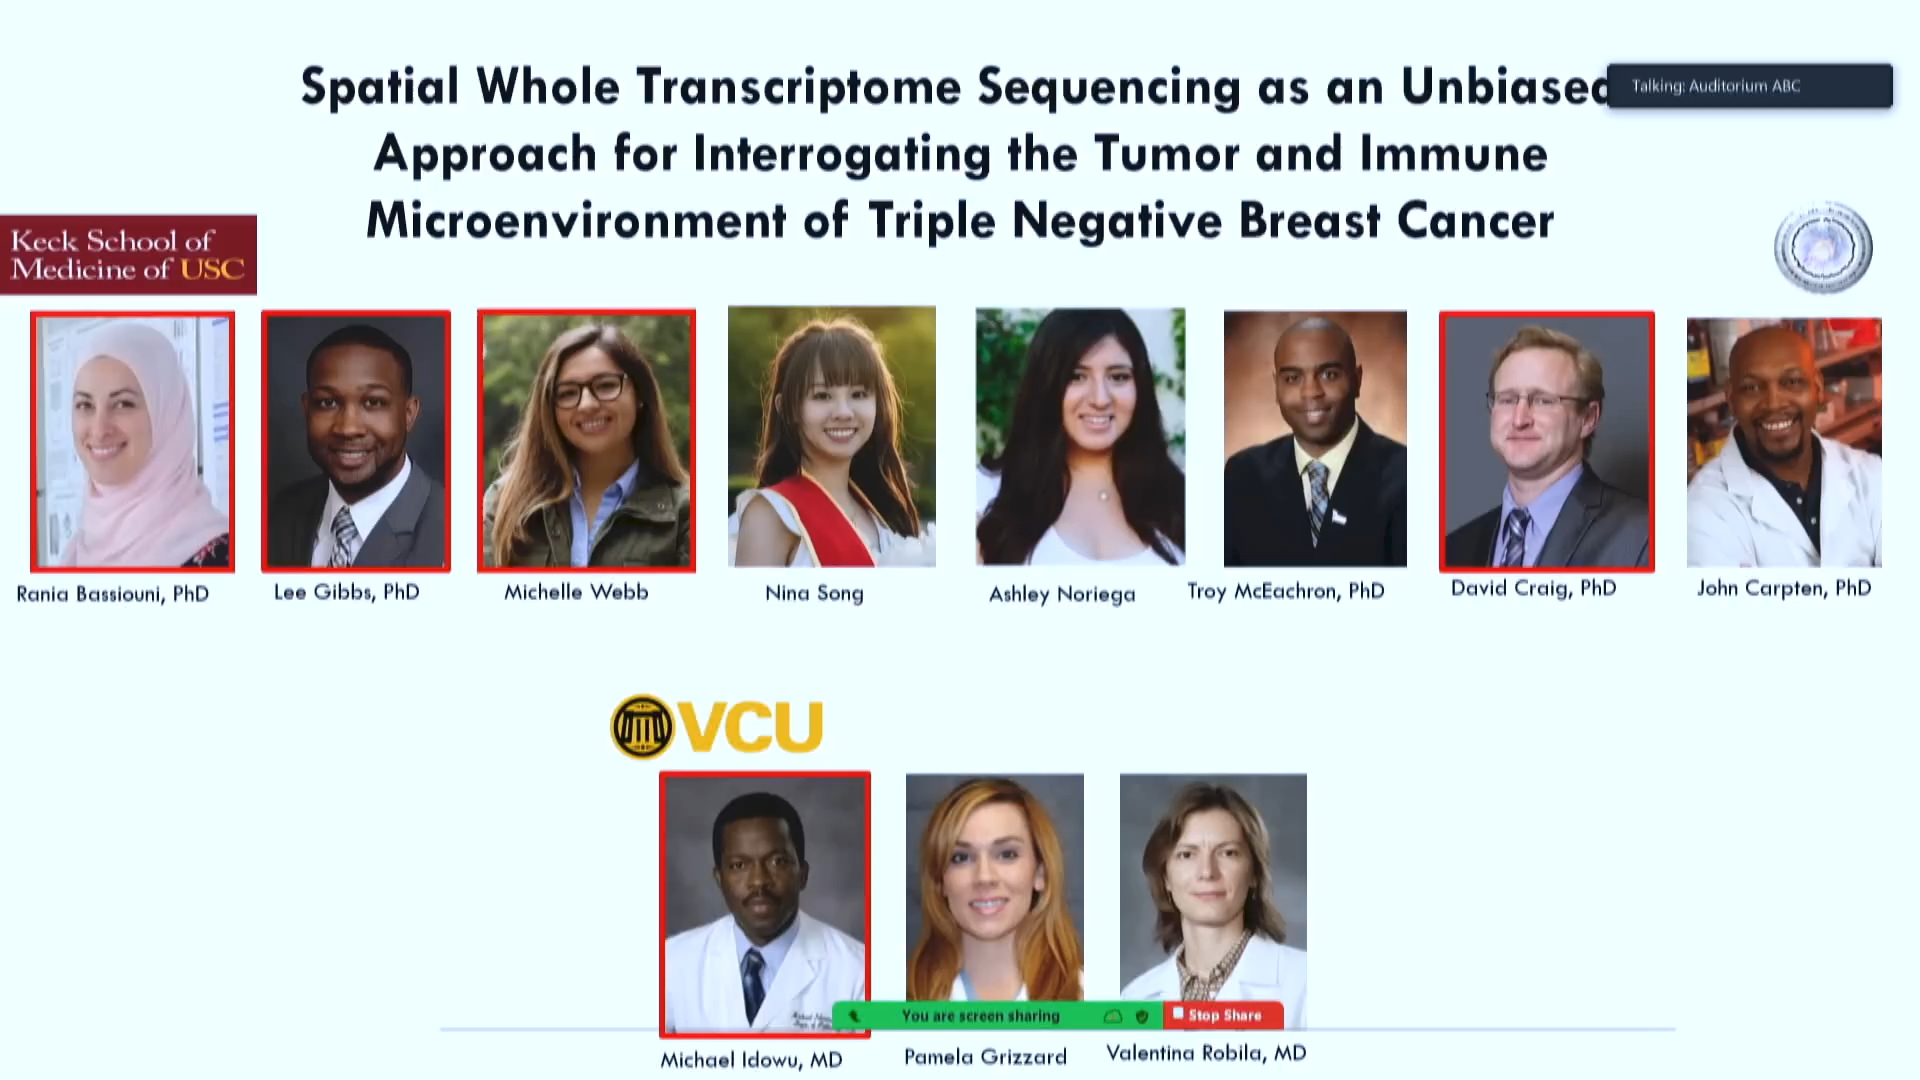 Spatial Whole Transcriptome Sequencing as an Unbiased
Talking: Auditorium ABC
Approach for Interrogating the Tumor and Immune
Microenvironment of Triple Negative Breast Cancer
Keck School of
Medicine of USC
Rania Bassiouni, PhD
Lee Gibbs, PhD
Michelle Webb
Nina Song
Ashley Noriega
Troy McEachron, PhD
David Craig, PhD
John Carpten, PhD
VCU
You are screen sharing
Stop Share
Michael Idowu, MD
Pamela Grizzard
Valentina Robila, MD